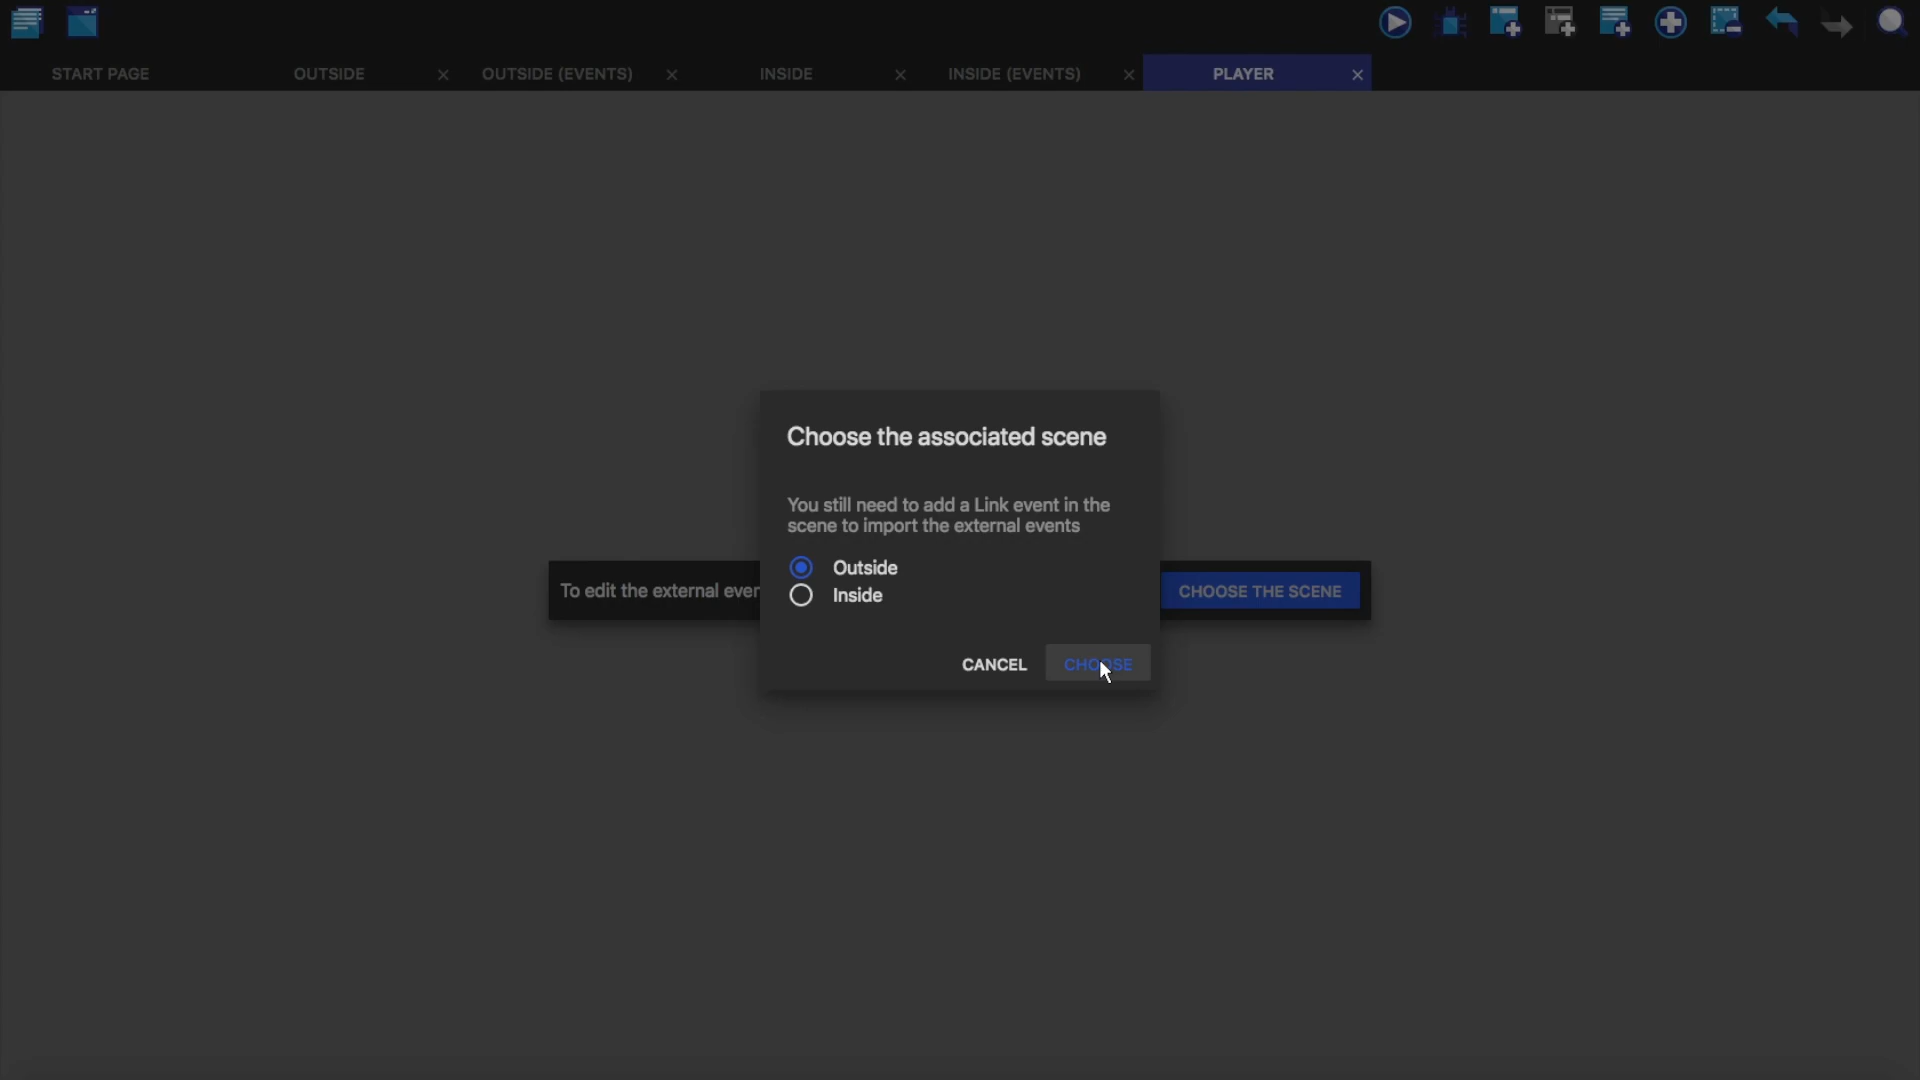 START PAGE
OUTSIDE
OUTSIDE (EVENTS)
INSIDE
INSIDE (EVENTS)
PLAYER
Choose the associated scene
You still need to add a Link event in the
scene to import the external events
Outside
Inside
To edit the external
CHOOSE THE SCENE
CANCEL
CHOOSE